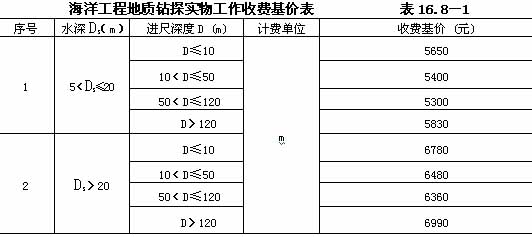 海洋工程地质钻探实物工作收费基价表 表 16.8—1
序号 水深 Ds(m) 进尺深度 D (m) 计费单位 收费基价 (元)
1 5<Ds≤20 D≤10 m 5650
10<D≤50 5400
50<D≤120 5300
D>120 5830
2 Ds>20 D≤10 6780
10<D≤50 6480
50<D≤120 6360
D>120 6990